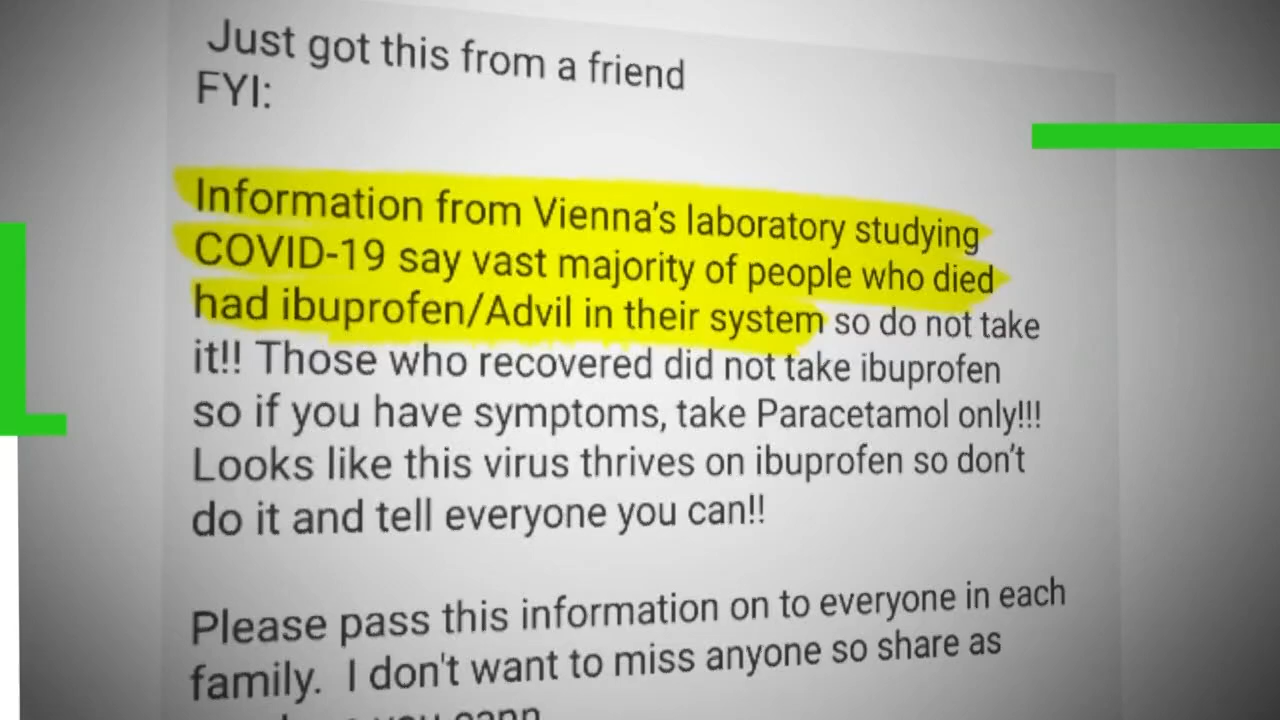 Just got this from a friend
FYI:
Information from Vienna's laboratory studying
COVID-19 say vast majority of people who died
had ibuprofen/Advil in their system so do not take
it!! Those who recovered did not take ibuprofen
so if you have symptoms, take Paracetamol only!!!
Looks like this virus thrives on ibuprofen so don't
do it and tell everyone you can!!
Please pass this information on to everyone in each
family. I don't want to miss anyone so share as
you cann